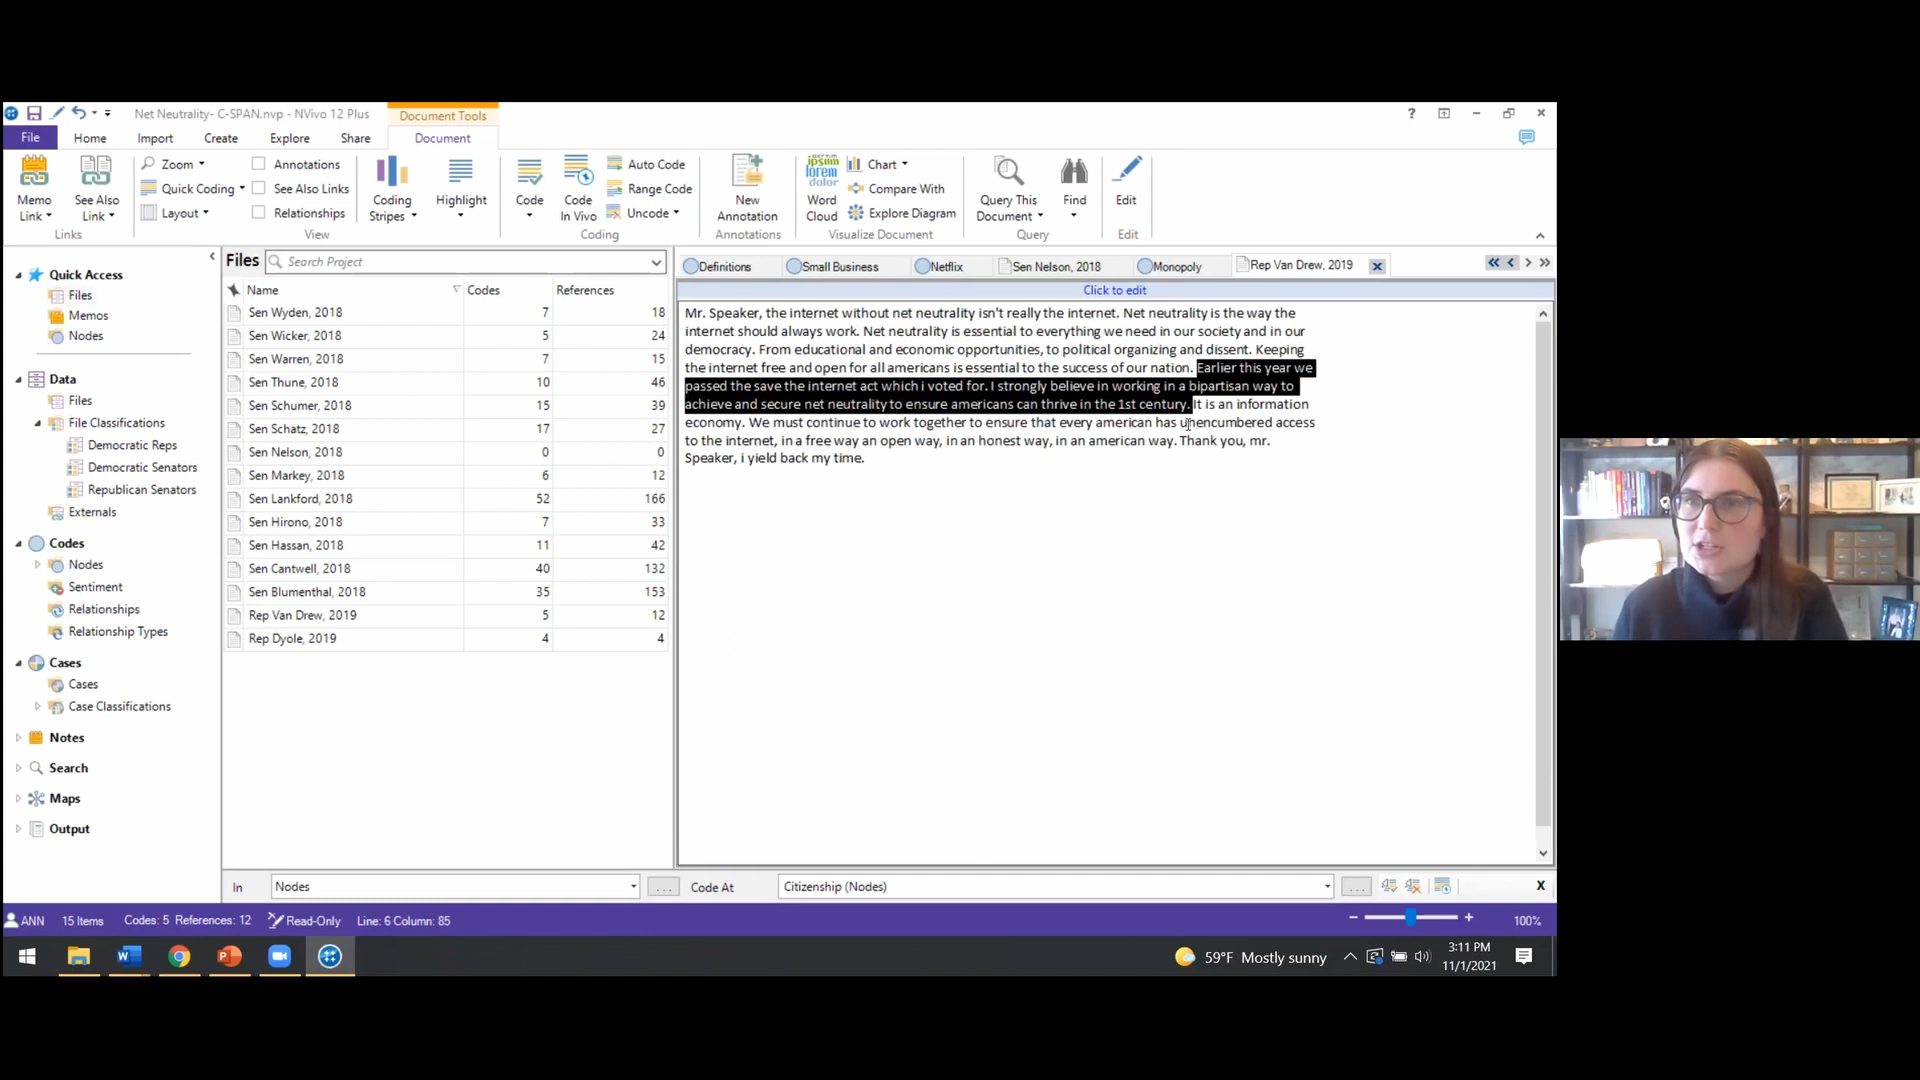 Net Neutrality- C-SPAN.nvp - NVivo 12 Plus
Document Tools
?
File
Home
Import
Create
Explore
Share
Document
Memo Link
See Also Link
Links
Zoom
Quick Coding
Layout
Annotations
See Also Links
Relationships
View
Coding Stripes
Highlight
Code
Code In Vivo
Auto Code
Range Code
Uncode
Coding
New Annotation
Annotations
ipsum
lorem
dolor
Word Cloud
Chart
Compare With
Explore Diagram
Visualize Document
Query This Document
Find
Query
Edit
Edit
Quick Access
Files
Memos
Nodes
Data
Files
File Classifications
Democratic Reps
Democratic Senators
Republican Senators
Externals
Codes
Nodes
Sentiment
Relationships
Relationship Types
Cases
Cases
Case Classifications
Notes
Search
Maps
Output
Files
Search Project
Name Codes References
Sen Wyden, 2018 7 18
Sen Wicker, 2018 5 24
Sen Warren, 2018 7 15
Sen Thune, 2018 10 46
Sen Schumer, 2018 15 39
Sen Schatz, 2018 17 27
Sen Nelson, 2018 0 0
Sen Markey, 2018 6 12
Sen Lankford, 2018 52 166
Sen Hirono, 2018 7 33
Sen Hassan, 2018 11 42
Sen Cantwell, 2018 40 132
Sen Blumenthal, 2018 35 153
Rep Van Drew, 2019 5 12
Rep Dyole, 2019 4 4
Definitions
Small Business
Netflix
Sen Nelson, 2018
Monopoly
Rep Van Drew, 2019
Click to edit
Mr. Speaker, the internet without net neutrality isn't really the internet. Net neutrality is the way the
internet should always work. Net neutrality is essential to everything we need in our society and in our
democracy. From educational and economic opportunities, to political organizing and dissent. Keeping
the internet free and open for all americans is essential to the success of our nation. Earlier this year we
passed the save the internet act which i voted for. I strongly believe in working in a bipartisan way to
achieve and secure net neutrality to ensure americans can thrive in the 1st century. It is an information
economy. We must continue to work together to ensure that every american has unencumbered access
to the internet, in a free way an open way, in an honest way, in an american way. Thank you, mr.
Speaker, i yield back my time.
In
Nodes
...
Code At
Citizenship (Nodes)
...
X
ANN
15 Items
Codes: 5 References: 12
Read-Only
Line: 6 Column: 85
100%
59°F Mostly sunny
3:11 PM
11/1/2021